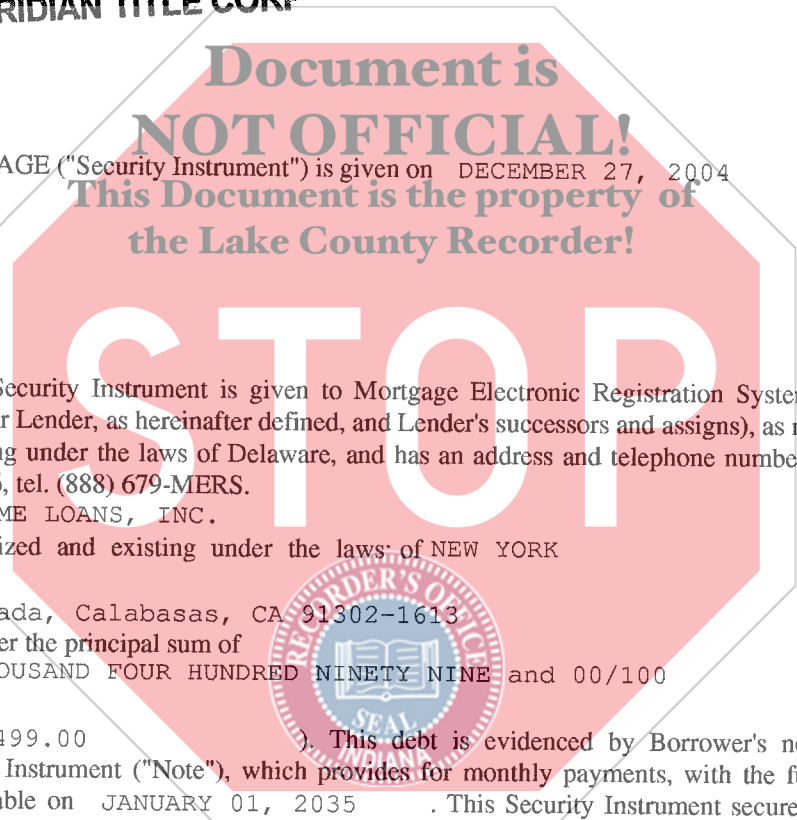 RIDIAN TITLE CORP
Document is
NOT OFFICIAL!
AGE ("Security Instrument") is given on DECEMBER 27, 2004
This Document is the property of
the Lake County Recorder!
STOP
Security Instrument is given to Mortgage Electronic Registration System
r Lender, as hereinafter defined, and Lender's successors and assigns), as
ng under the laws of Delaware, and has an address and telephone numbe
, tel. (888) 679-MERS.
ME LOANS, INC.
ized and existing under the laws of NEW YORK
ada, Calabasas, CA 91302-1613
er the principal sum of
OUSAND FOUR HUNDRED NINETY NINE and 00/100
RECORDER'S OFFICE
SEAL
INDIANA
499.00 ). This debt is evidenced by Borrower's n
Instrument ("Note"), which provides for monthly payments, with the f
able on JANUARY 01, 2035 . This Security Instrument secure